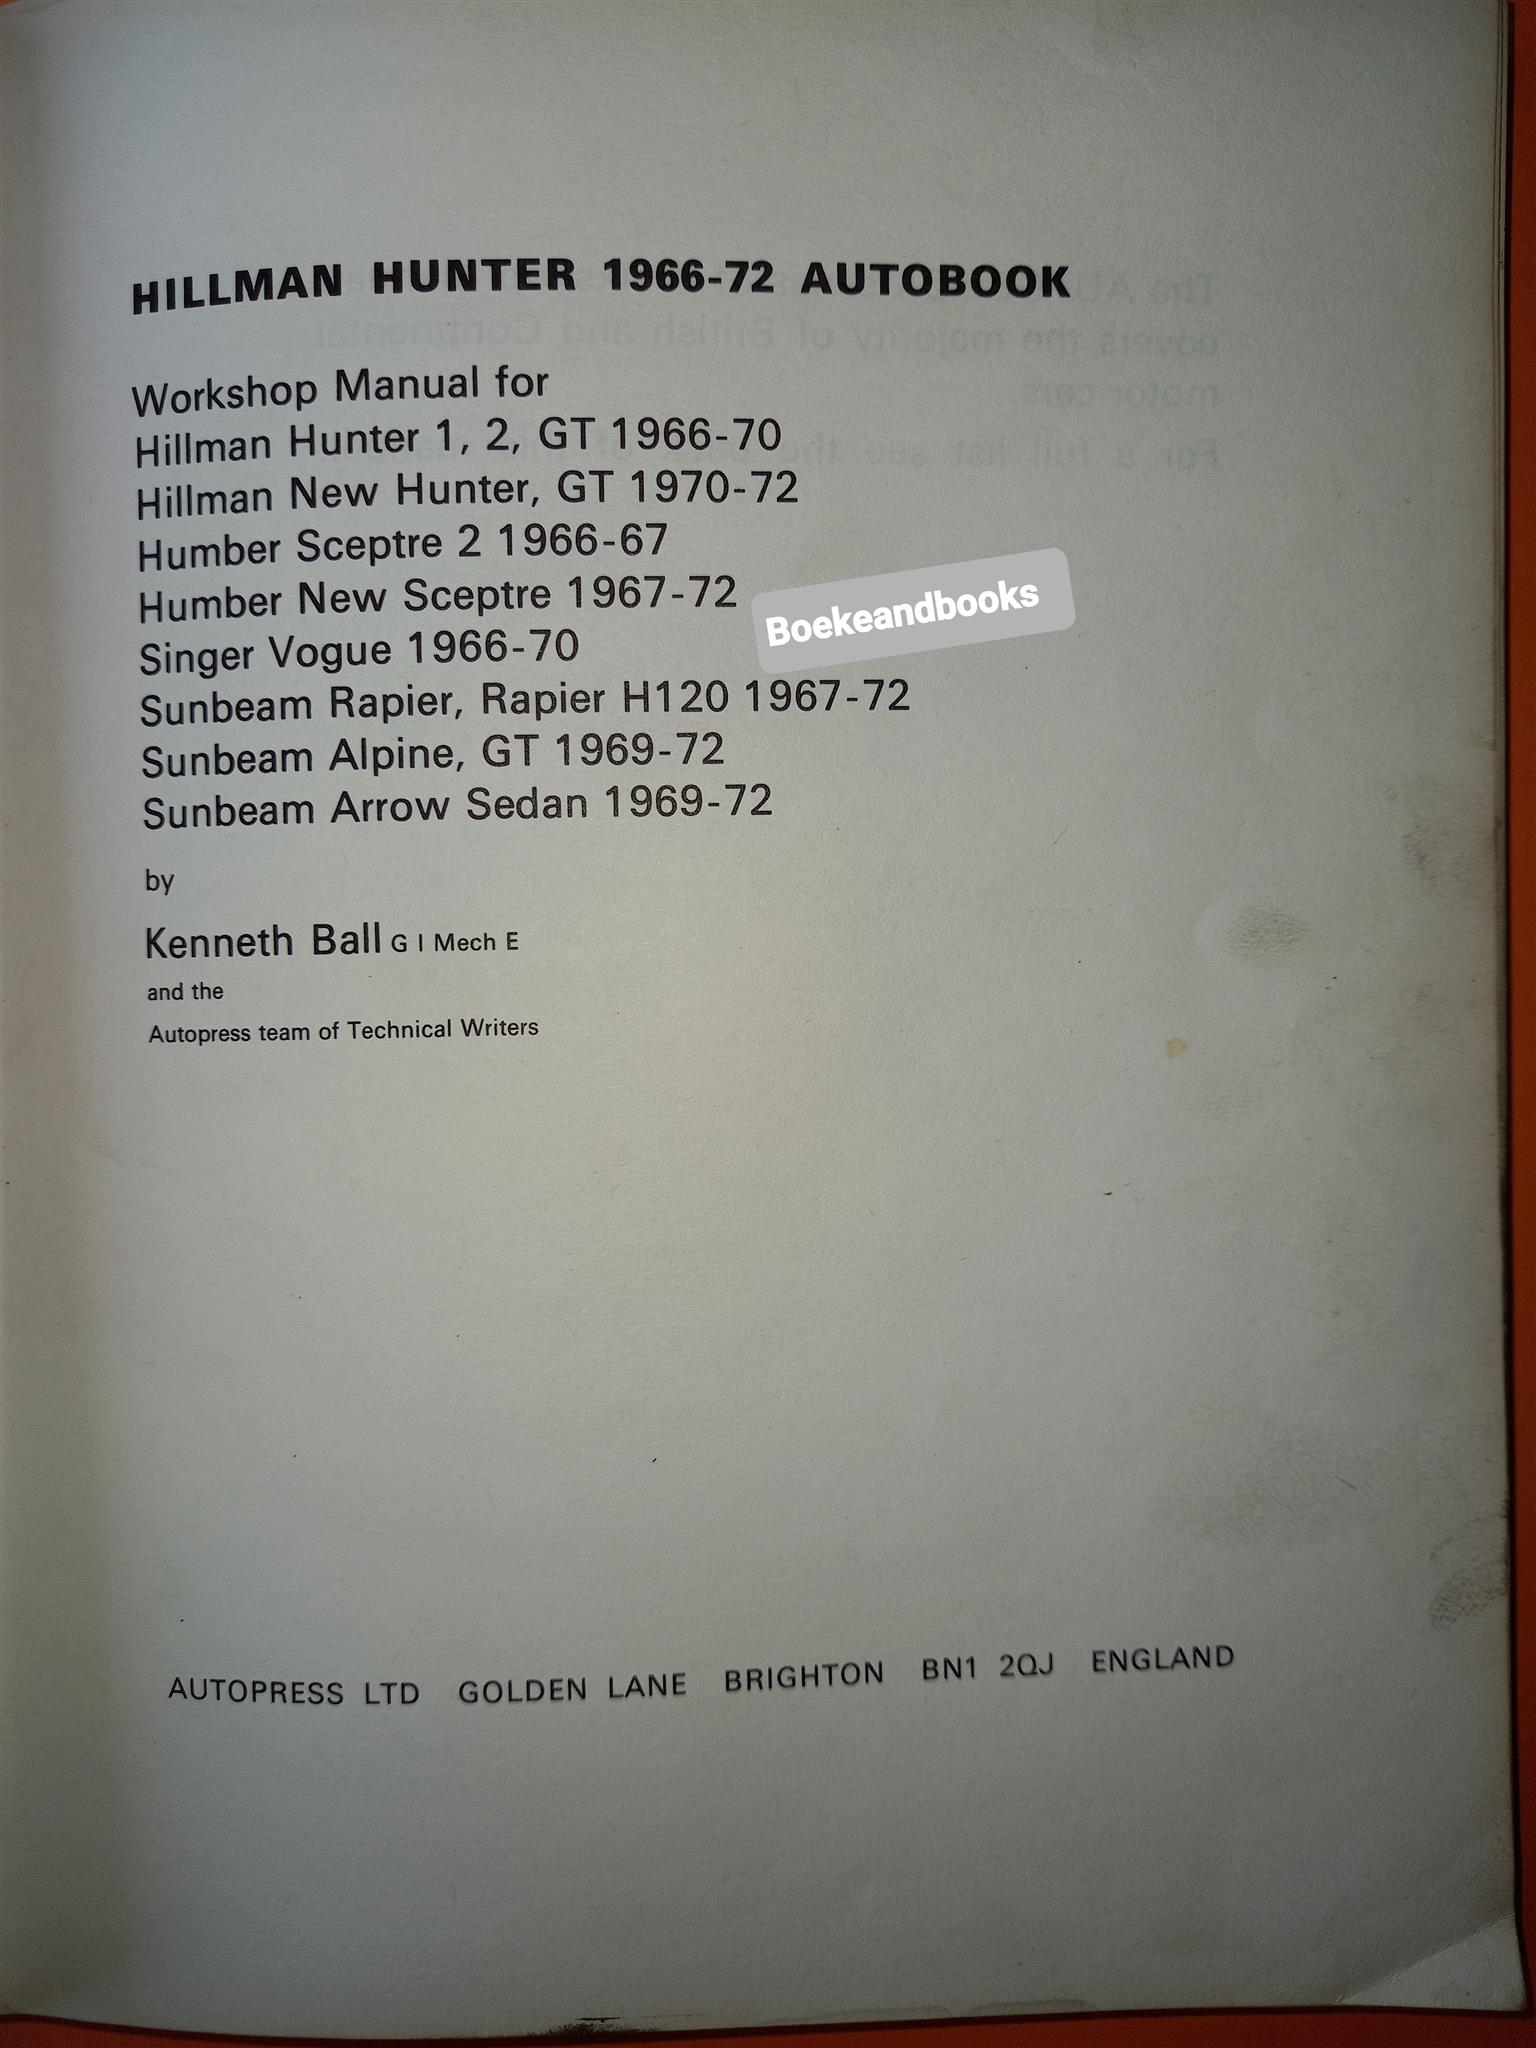 HILLMAN HUNTER 1966-72 AUTOBOOK
Workshop Manual for
Hillman Hunter 1, 2, GT 1966-70
Hillman New Hunter, GT 1970-72
Humber Sceptre 2 1966-67
Humber New Sceptre 1967-72
Boekeandbooks
Singer Vogue 1966-70
Sunbeam Rapier, Rapier H120 1967-72
Sunbeam Alpine, GT 1969-72
Sunbeam Arrow Sedan 1969-72
by
Kenneth Ball G I Mech E
and the
Autopress team of Technical Writers
AUTOPRESS LTD GOLDEN LANE BRIGHTON BN1 2QJ ENGLAND